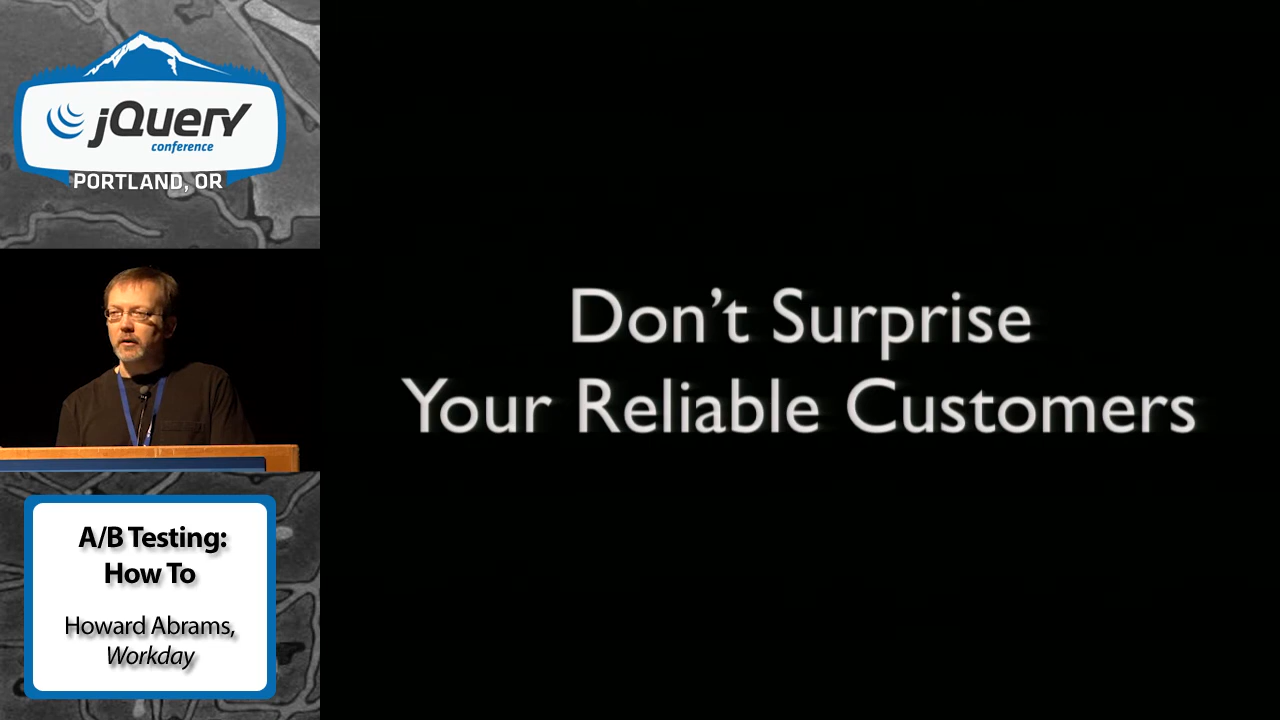 jQuery
conference
PORTLAND, OR
Don't Surprise
Your Reliable Customers
A/B Testing:
How To
Howard Abrams,
Workday